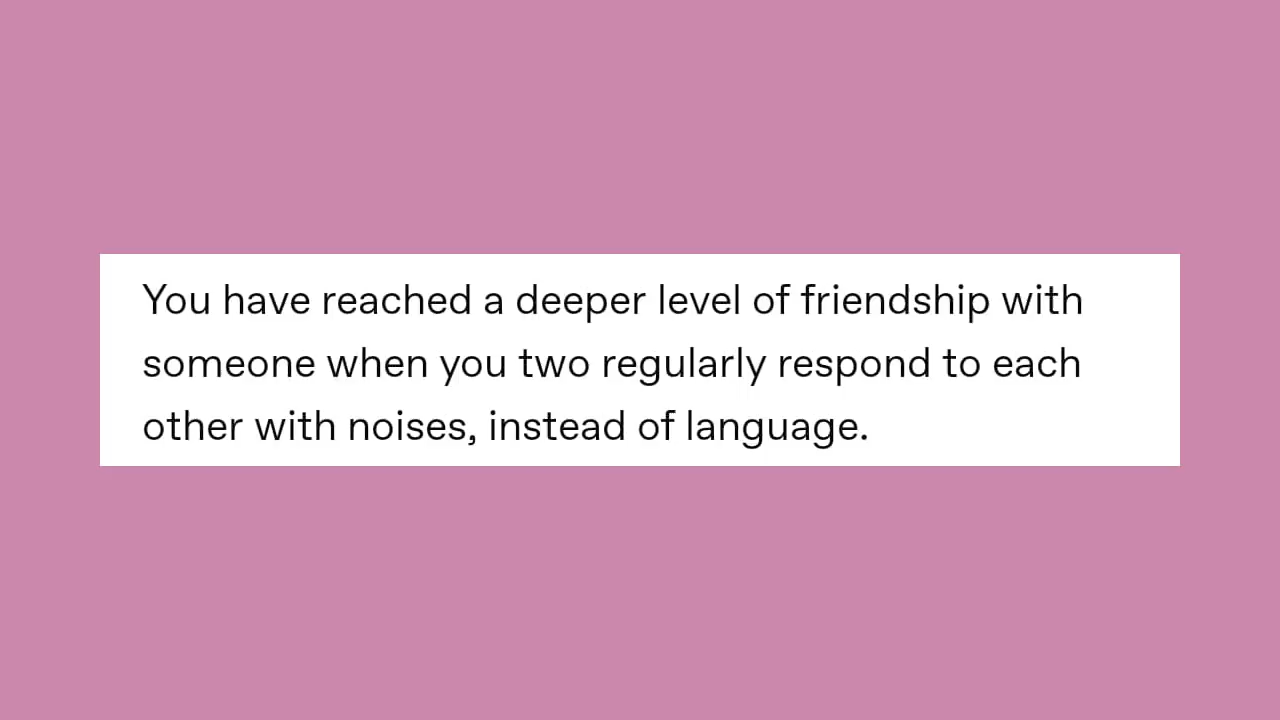 You have reached a deeper level of friendship with
someone when you two regularly respond to each
other with noises, instead of language.